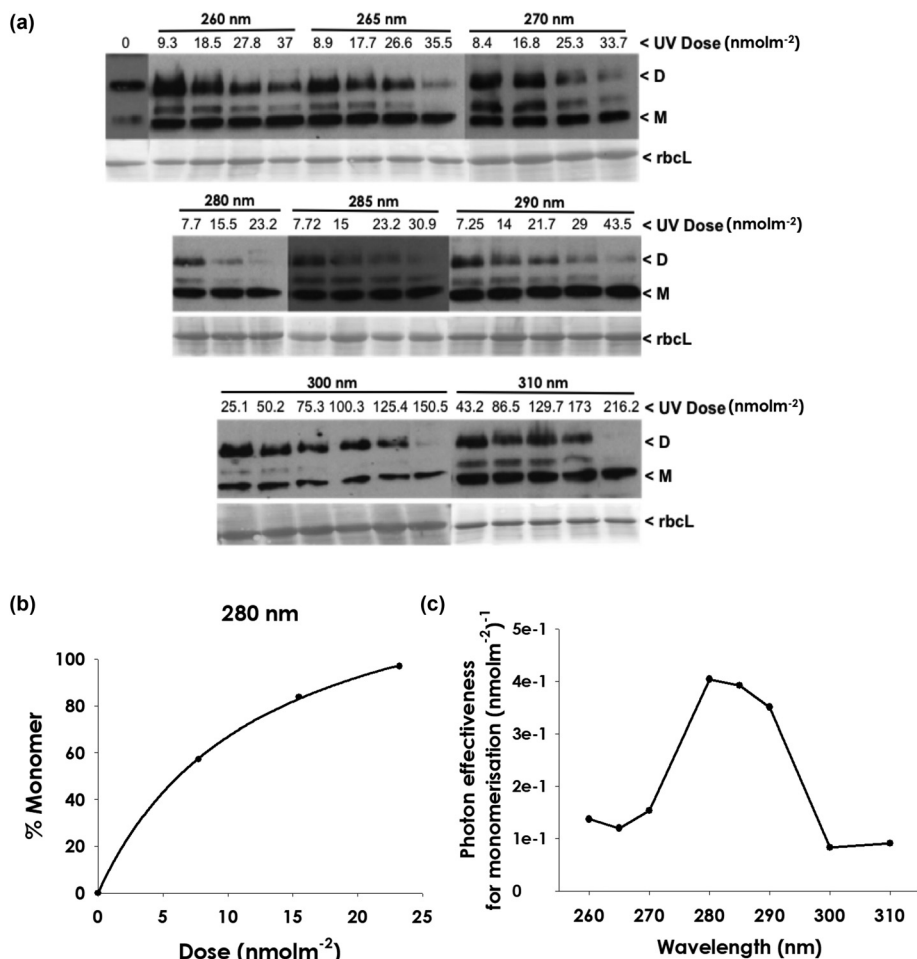 (a)
260 nm 265 nm 270 nm
0 9.3 18.5 27.8 37 8.9 17.7 26.6 35.5 8.4 16.8 25.3 33.7 < UV Dose (nmolm-2)
< D
< M
< rbcL
280 nm 285 nm 290 nm
7.7 15.5 23.2 7.72 15 23.2 30.9 7.25 14 21.7 29 43.5 < UV Dose (nmolm-2)
< D
< M
< rbcL
300 nm 310 nm
25.1 50.2 75.3 100.3 125.4 150.5 43.2 86.5 129.7 173 216.2 < UV Dose (nmolm-2)
< D
< M
< rbcL
(b)
280 nm
% Monomer
100
80
60
40
20
0
0 5 10 15 20 25
Dose (nmolm-2)
(c)
Photon effectiveness
for monomerisation (nmolm-2)-1
5e-1
4e-1
3e-1
2e-1
1e-1
0
260 270 280 290 300 310
Wavelength (nm)